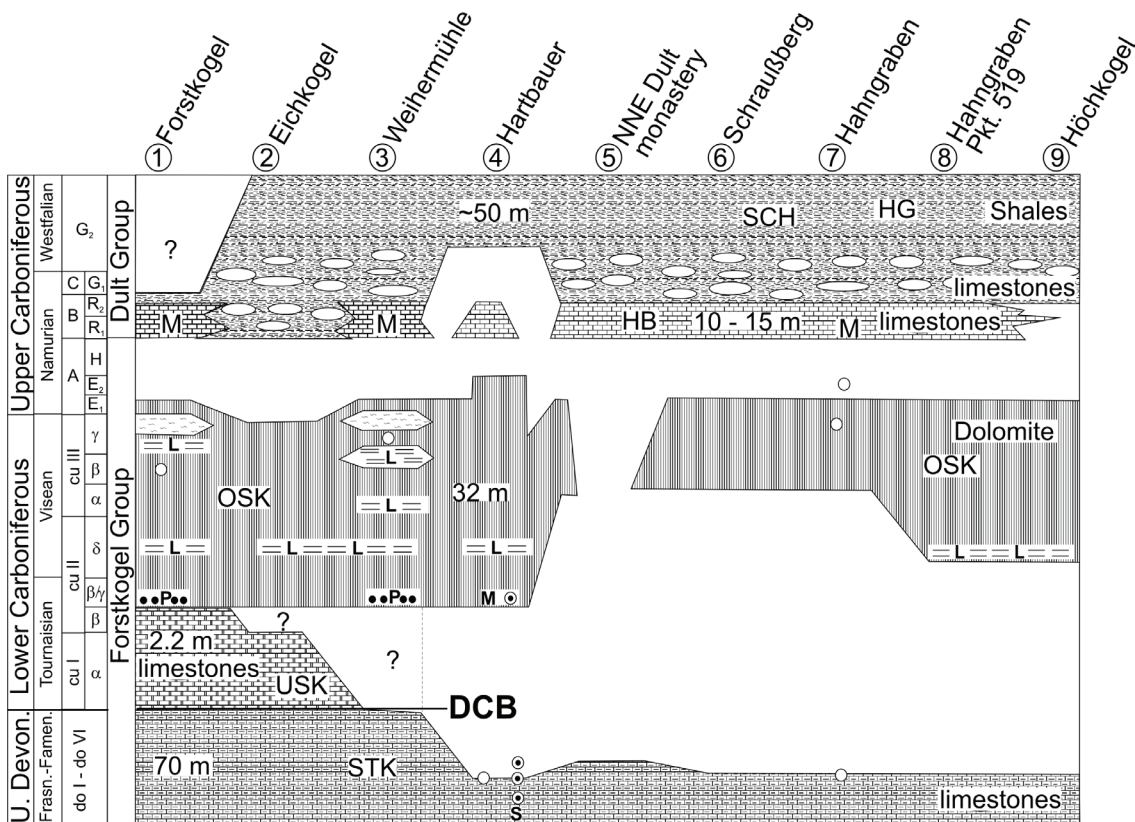 ① Forstkogel
② Eichkogel
③ Weihermühle
④ Hartbauer
⑤ NNE Dult
monastery
⑥ Schraußberg
⑦ Hahngraben
⑧ Hahngraben
Pkt. 519
⑨ Höchkogel
Upper Carboniferous
Lower Carboniferous
U. Devon.
Westfalian
Namurian
Visean
Tournaisian
Frasn.-Famen.
C
B
A
cu III
cu II
cu I
do I - do VI
G₂
G₁
R₂
R₁
H
E₂
E₁
γ
β
α
δ
β/γ
β
α
Dult Group
Forstkogel Group
?
~50 m
SCH
HG
Shales
limestones
M
M
HB
10 - 15 m
M
limestones
L
L
Dolomite
OSK
OSK
32 m
L
L
L
L
L
L
L
L
P
P
M
?
2.2 m
limestones
USK
?
DCB
70 m
STK
S
limestones